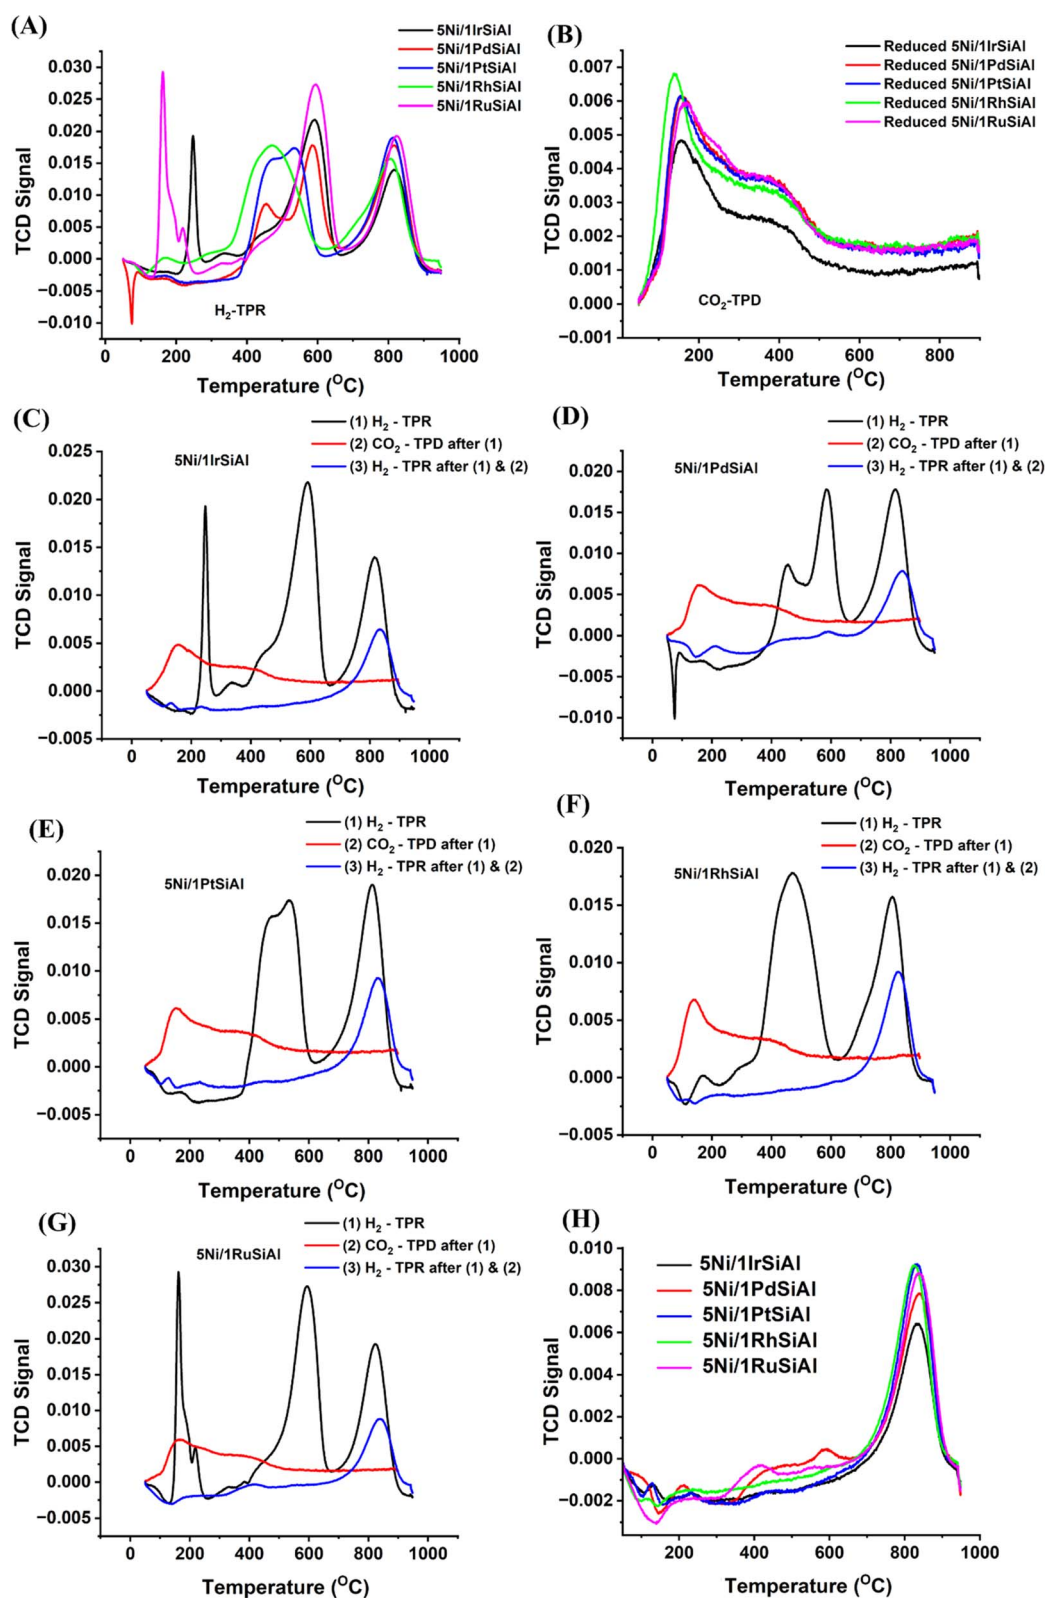 (A)
5Ni/1IrSiAl
5Ni/1PdSiAl
5Ni/1PtSiAl
5Ni/1RhSiAl
5Ni/1RuSiAl
0.030
0.025
0.020
0.015
0.010
0.005
0.000
−0.005
−0.010
TCD Signal
H₂-TPR
0 200 400 600 800 1000
Temperature (ᴼC)
(B)
Reduced 5Ni/1IrSiAl
Reduced 5Ni/1PdSiAl
Reduced 5Ni/1PtSiAl
Reduced 5Ni/1RhSiAl
Reduced 5Ni/1RuSiAl
0.007
0.006
0.005
0.004
0.003
0.002
0.001
0.000
−0.001
TCD Signal
CO₂-TPD
200 400 600 800
Temperature (ᴼC)
(C)
(1) H₂ - TPR
(2) CO₂ - TPD after (1)
(3) H₂ - TPR after (1) & (2)
5Ni/1IrSiAl
0.025
0.020
0.015
0.010
0.005
0.000
−0.005
TCD Signal
0 200 400 600 800 1000
Temperature (ᴼC)
(D)
(1) H₂ - TPR
(2) CO₂ - TPD after (1)
(3) H₂ - TPR after (1) & (2)
5Ni/1PdSiAl
0.020
0.015
0.010
0.005
0.000
−0.005
−0.010
TCD Signal
0 200 400 600 800 1000
Temperature (ᴼC)
(E)
(1) H₂ - TPR
(2) CO₂ - TPD after (1)
(3) H₂ - TPR after (1) & (2)
5Ni/1PtSiAl
0.020
0.015
0.010
0.005
0.000
−0.005
TCD Signal
0 200 400 600 800 1000
Temperature (ᴼC)
(F)
(1) H₂ - TPR
(2) CO₂ - TPD after (1)
(3) H₂ - TPR after (1) & (2)
5Ni/1RhSiAl
0.020
0.015
0.010
0.005
0.000
−0.005
TCD Signal
0 200 400 600 800 1000
Temperature (ᴼC)
(G)
(1) H₂ - TPR
(2) CO₂ - TPD after (1)
(3) H₂ - TPR after (1) & (2)
5Ni/1RuSiAl
0.030
0.025
0.020
0.015
0.010
0.005
0.000
−0.005
TCD Signal
0 200 400 600 800 1000
Temperature (ᴼC)
(H)
5Ni/1IrSiAl
5Ni/1PdSiAl
5Ni/1PtSiAl
5Ni/1RhSiAl
5Ni/1RuSiAl
0.010
0.008
0.006
0.004
0.002
0.000
−0.002
TCD Signal
200 400 600 800 1000
Temperature (ᴼC)